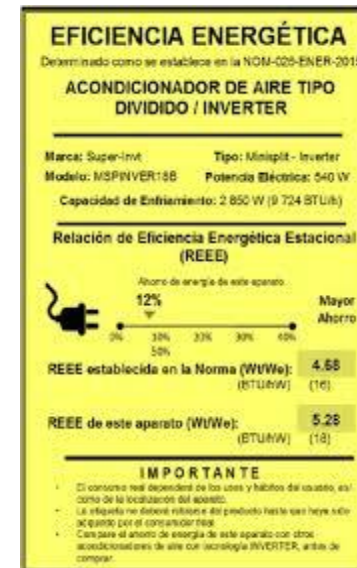 EFICIENCIA ENERGÉTICA
Determinado como se establece en la NOM-026-ENER-2015
ACONDICIONADOR DE AIRE TIPO
DIVIDIDO / INVERTER
Marca: Super-Invt Tipo: Minisplit - Inverter
Modelo: MSPINVER18B Potencia Eléctrica: 540 W
Capacidad de Enfriamiento: 2 850 W (9 724 BTU/h)
Relación de Eficiencia Energética Estacional
(REEE)
Ahorro de energía de este aparato
12%
Mayor
Ahorro
0% 10% 20% 30% 40%
50%
REEE establecida en la Norma (Wt/We): 4.68
(BTU/hW) (16)
REEE de este aparato (Wt/We): 5.28
(BTU/hW) (18)
IMPORTANTE
• El consumo real dependerá de los usos y hábitos del usuario, así
como de la localización del aparato.
• La etiqueta no deberá retirarse del producto hasta que haya sido
adquirido por el consumidor final.
• Compare el ahorro de energía de este aparato con otros
acondicionadores de aire con tecnología INVERTER, antes de
comprar.